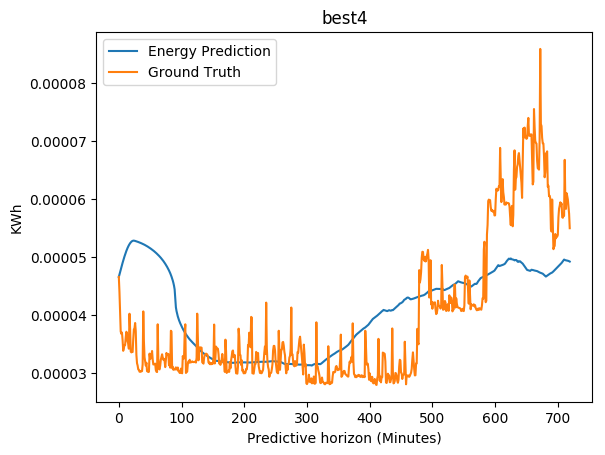 best4
Energy Prediction
Ground Truth
KWh
0.00008
0.00007
0.00006
0.00005
0.00004
0.00003
0 100 200 300 400 500 600 700
Predictive horizon (Minutes)